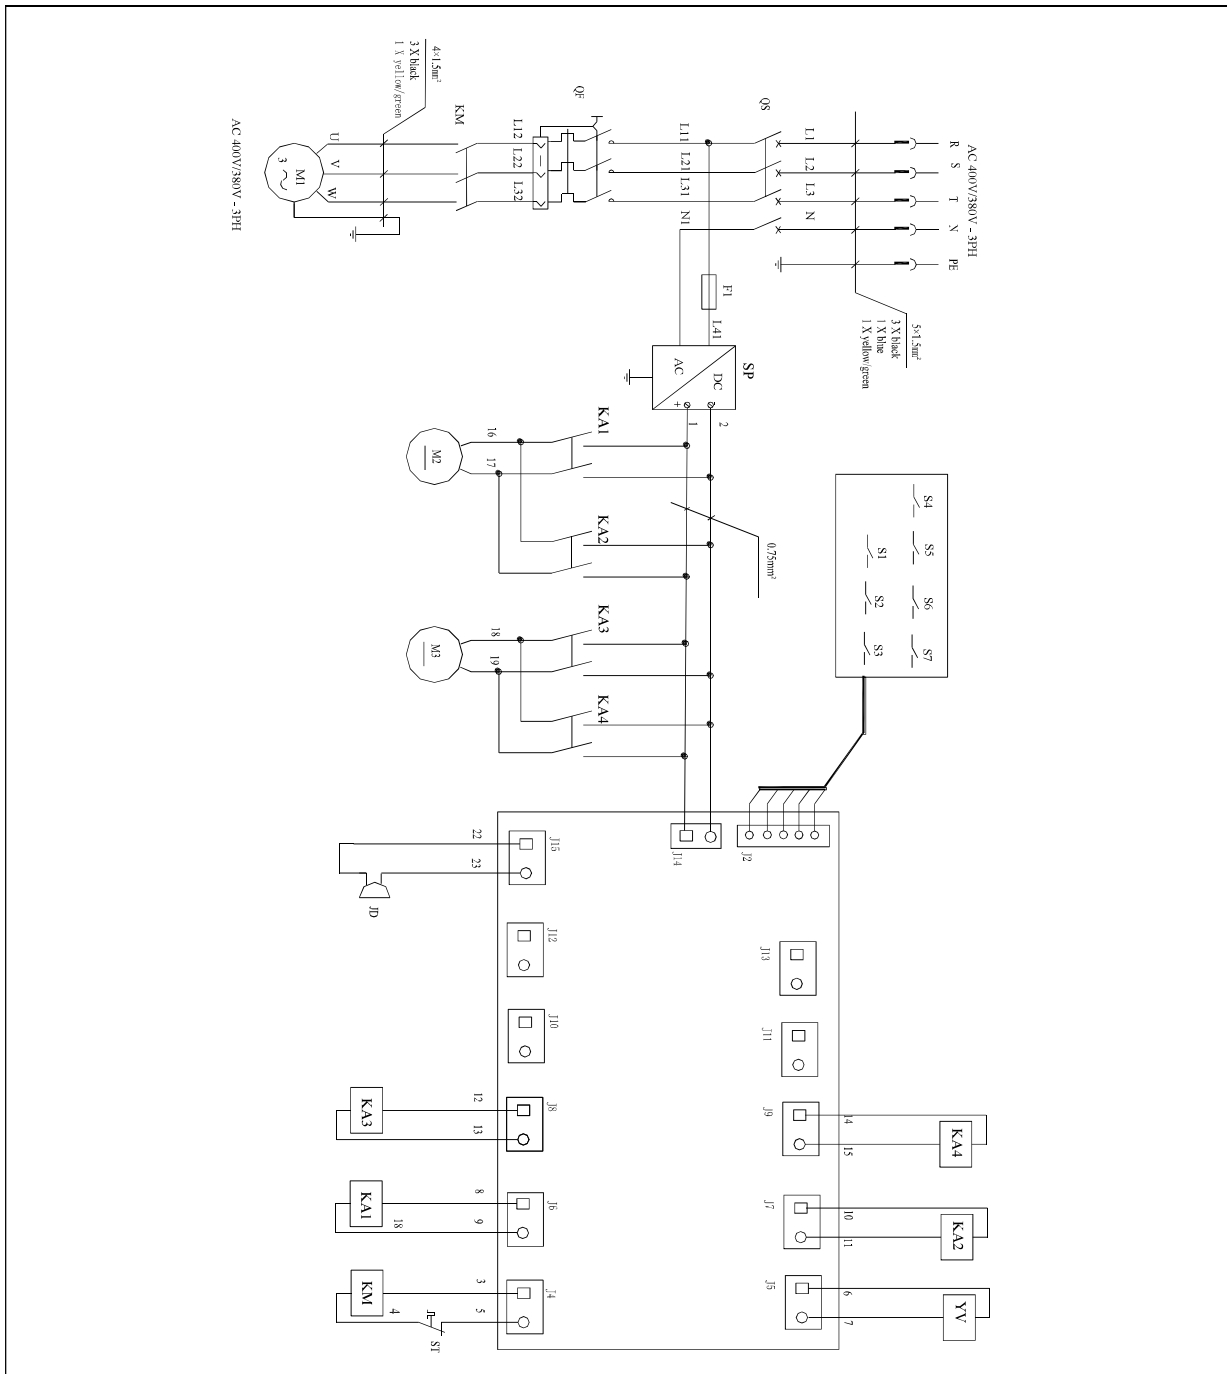 AC 400V/380V - 3PH
R
S
T
N
PE
L1
L2
L3
N
5×1.5mm²
3 X black
1 X blue
1 X yellow/green
QS
L11
L21
L31
N1
QF
L12
L22
L32
KM
4×1.5mm²
3 X black
1 X yellow/green
U
V
W
M1
3
AC 400V/380V - 3PH
F1
L41
SP
AC
DC
+
-
1
2
KA1
16
17
M2
KA2
0.75mm²
KA3
18
19
M3
KA4
S4
S5
S6
S7
S1
S2
S3
J2
J14
J15
22
23
JD
J12
J10
J13
J11
J8
12
13
KA3
J9
14
15
KA4
J6
8
9
18
KA1
J7
10
11
KA2
J4
3
5
4
KM
ST
J5
6
7
YV